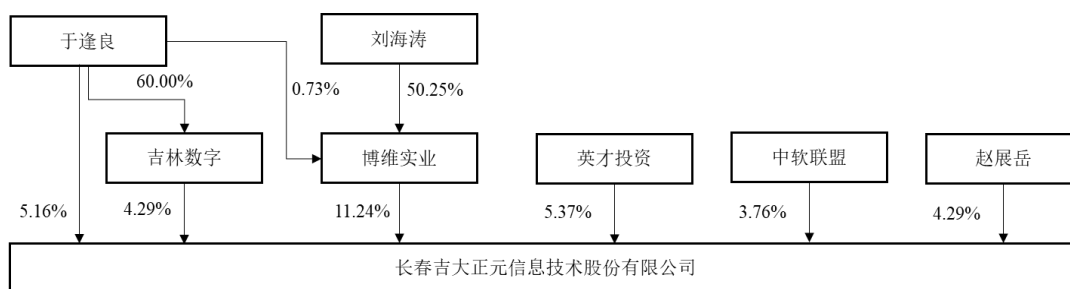 于逢良
刘海涛
60.00%
0.73%
50.25%
吉林数字
博维实业
英才投资
中软联盟
赵展岳
5.16%
4.29%
11.24%
5.37%
3.76%
4.29%
长春吉大正元信息技术股份有限公司